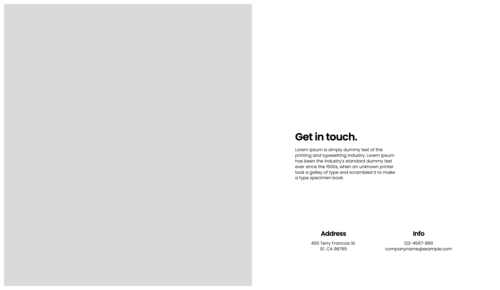 Get in touch.
Lorem Ipsum is simply dummy text of the
printing and typesetting industry. Lorem Ipsum
has been the industry's standard dummy text
ever since the 1500s, when an unknown printer
took a galley of type and scrambled it to make
a type specimen book.
Address
Info
400 Terry Francois St.
SF, CA 98765
123-4567-890
companyname@example.com